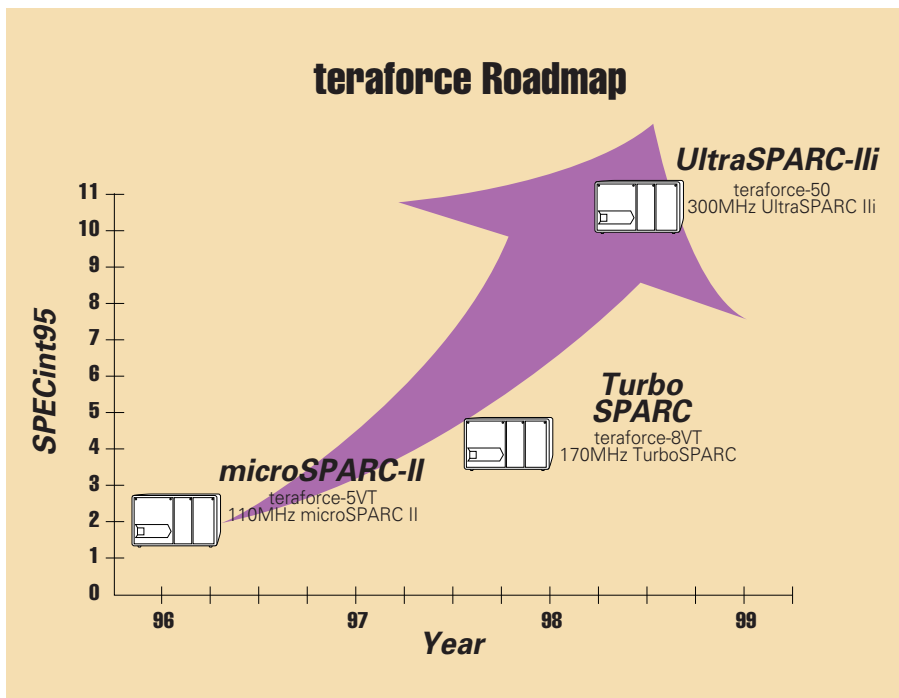 teraforce Roadmap
UltraSPARC-IIi
teraforce-50
300MHz UltraSPARC IIi
11
10
9
8
7
6
5
4
3
2
1
0
SPECint95
Turbo
SPARC
teraforce-8VT
170MHz TurboSPARC
microSPARC-II
teraforce-5VT
110MHz microSPARC II
96
97
98
99
Year